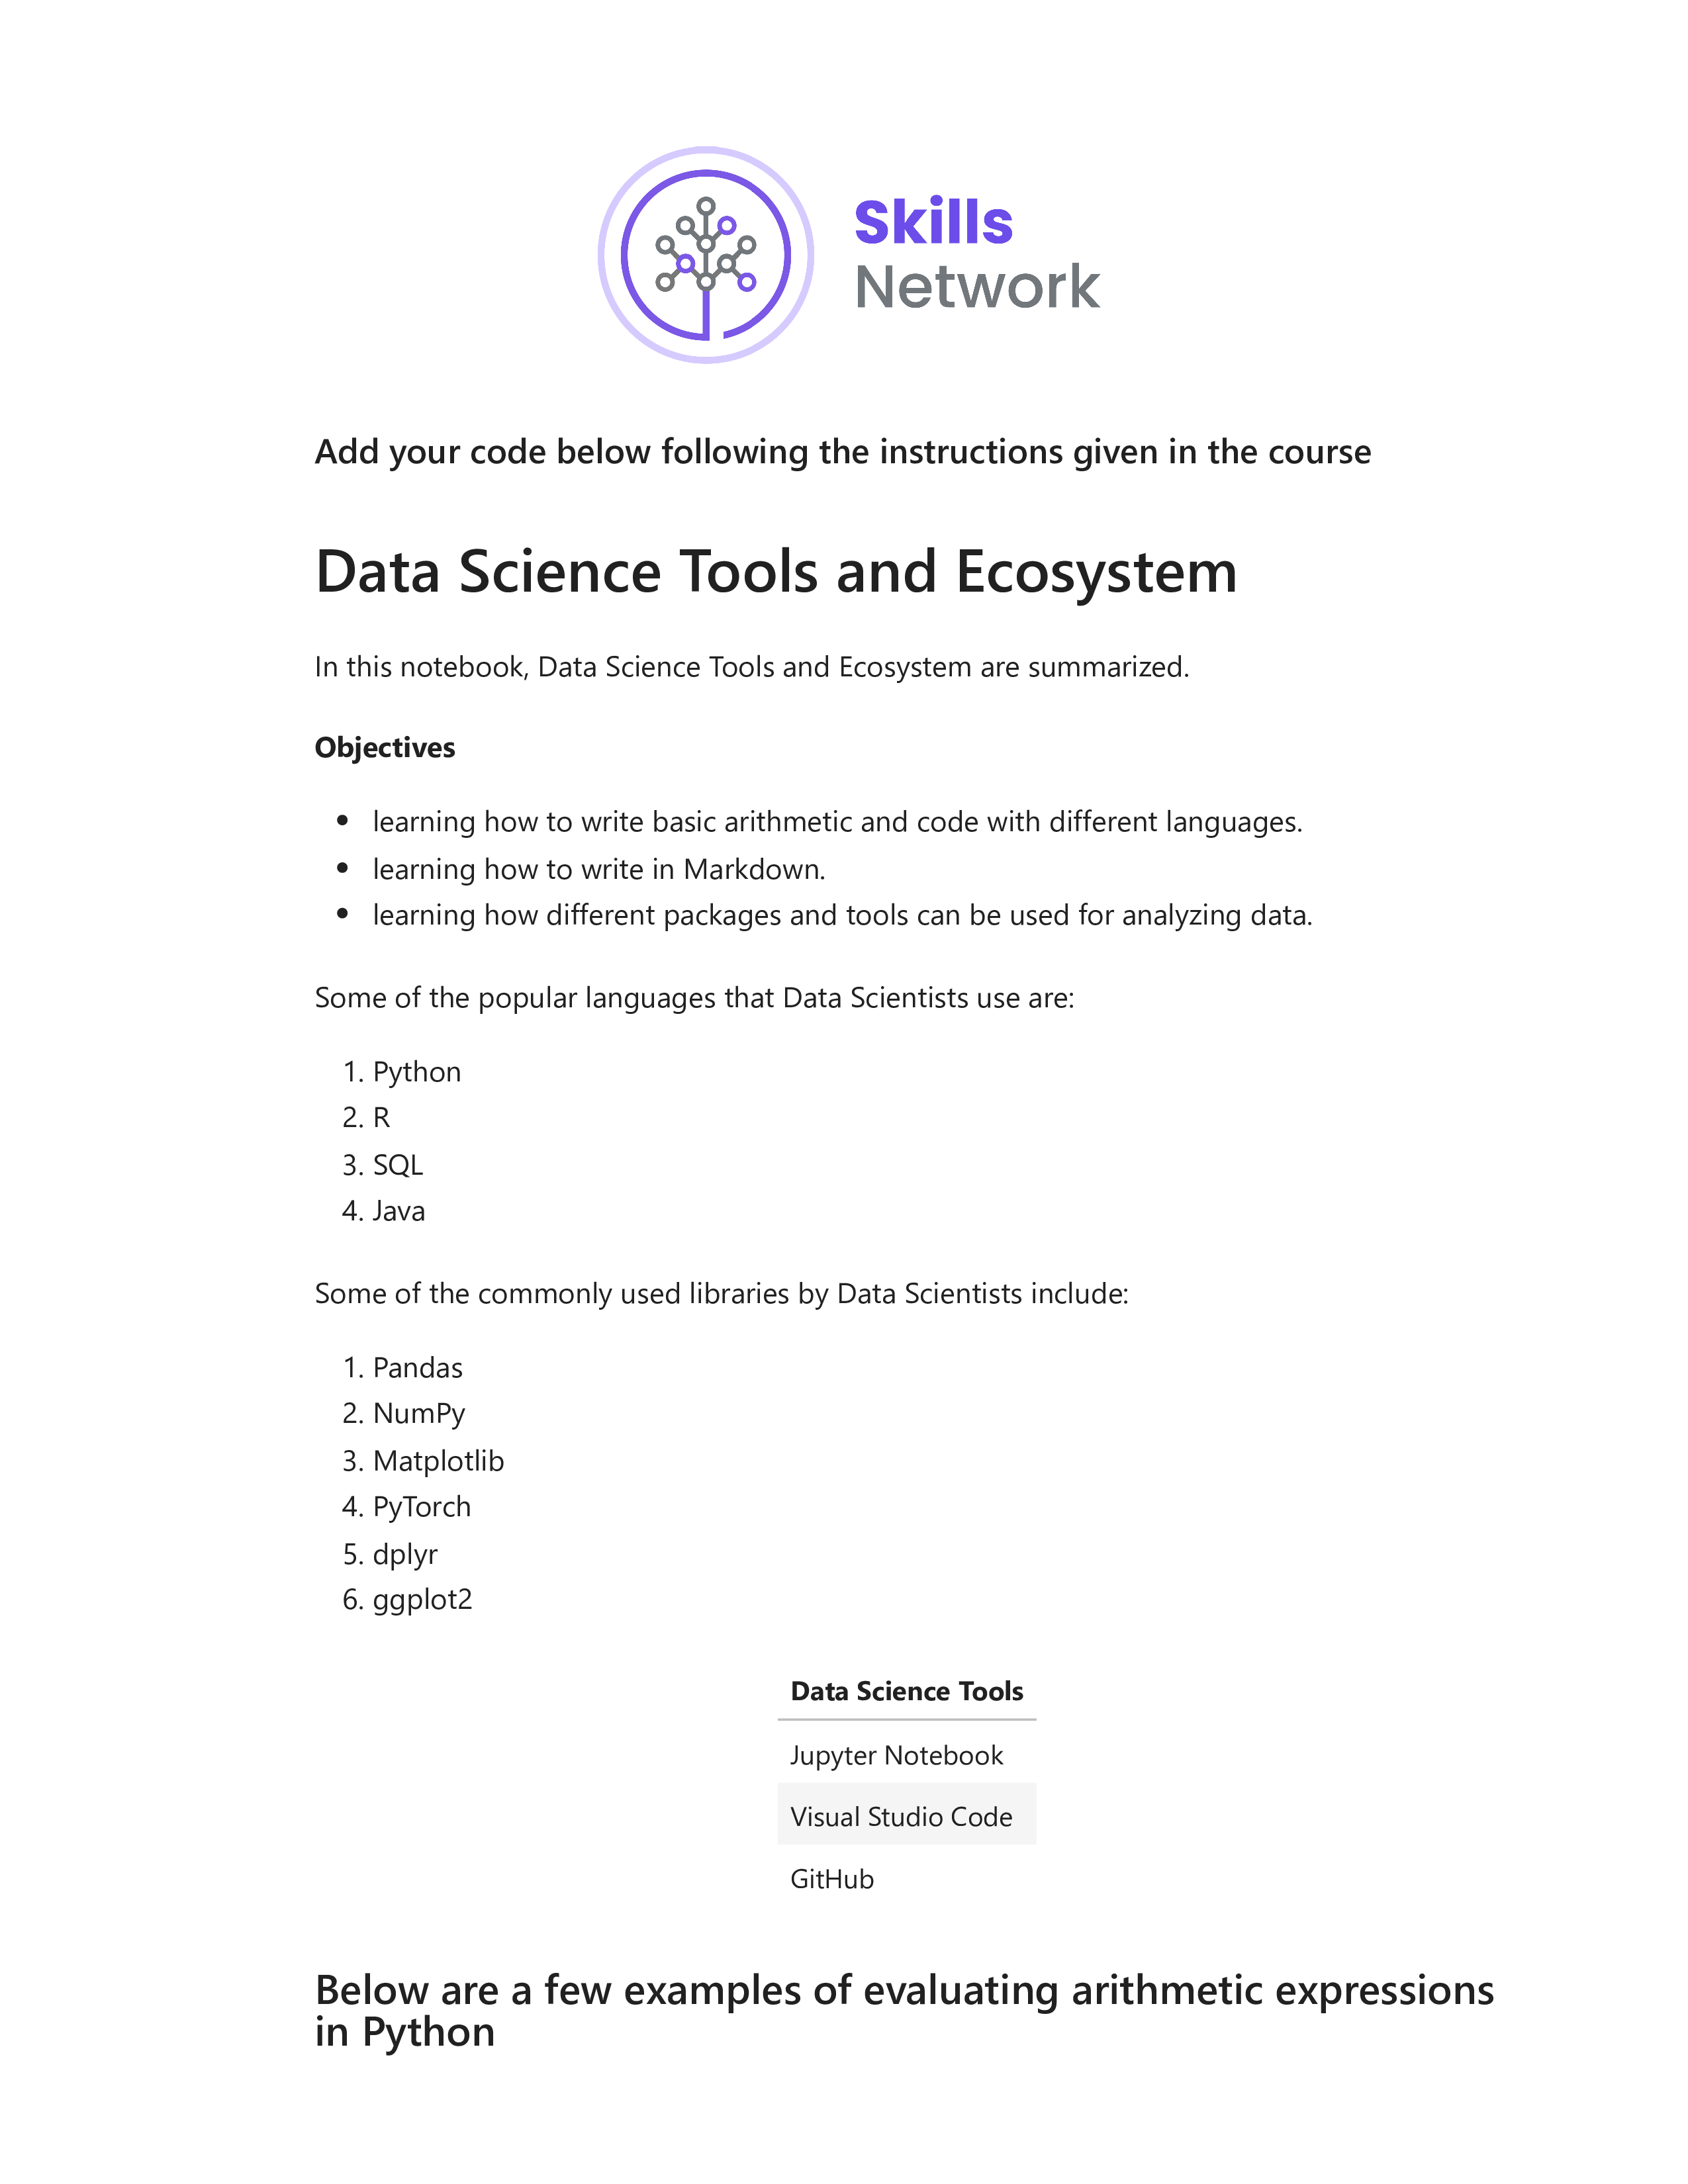 Skills
Network
Add your code below following the instructions given in the course
Data Science Tools and Ecosystem
In this notebook, Data Science Tools and Ecosystem are summarized.
Objectives
• learning how to write basic arithmetic and code with different languages.
• learning how to write in Markdown.
• learning how different packages and tools can be used for analyzing data.
Some of the popular languages that Data Scientists use are:
1. Python
2. R
3. SQL
4. Java
Some of the commonly used libraries by Data Scientists include:
1. Pandas
2. NumPy
3. Matplotlib
4. PyTorch
5. dplyr
6. ggplot2
Data Science Tools
Jupyter Notebook
Visual Studio Code
GitHub
Below are a few examples of evaluating arithmetic expressions
in Python